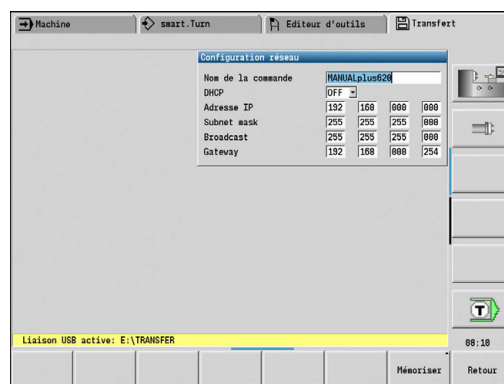 Machine smart.Turn Editeur d'outils Transfert
Configuration réseau
Nom de la commande MANUALplus620
DHCP OFF
Adresse IP 192 168 000 000
Subnet mask 255 255 255 000
Broadcast 255 255 255 000
Gateway 192 168 000 254
T
Liaison USB active: E:\TRANSFER
08:10
Mémoriser Retour